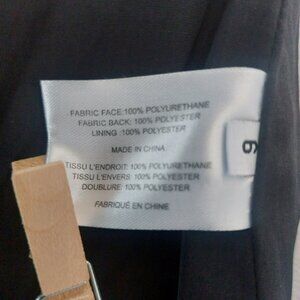 FABRIC FACE:100% POLYURETHANE
FABRIC BACK: 100% POLYESTER
LINING :100% POLYESTER
MADE IN CHINA
TISSU L'ENDROIT: 100% POLYURETHANE
TISSU L'ENVERS: 100% POLYESTER
DOUBLURE: 100% POLYESTER
FABRIQUÉ EN CHINE